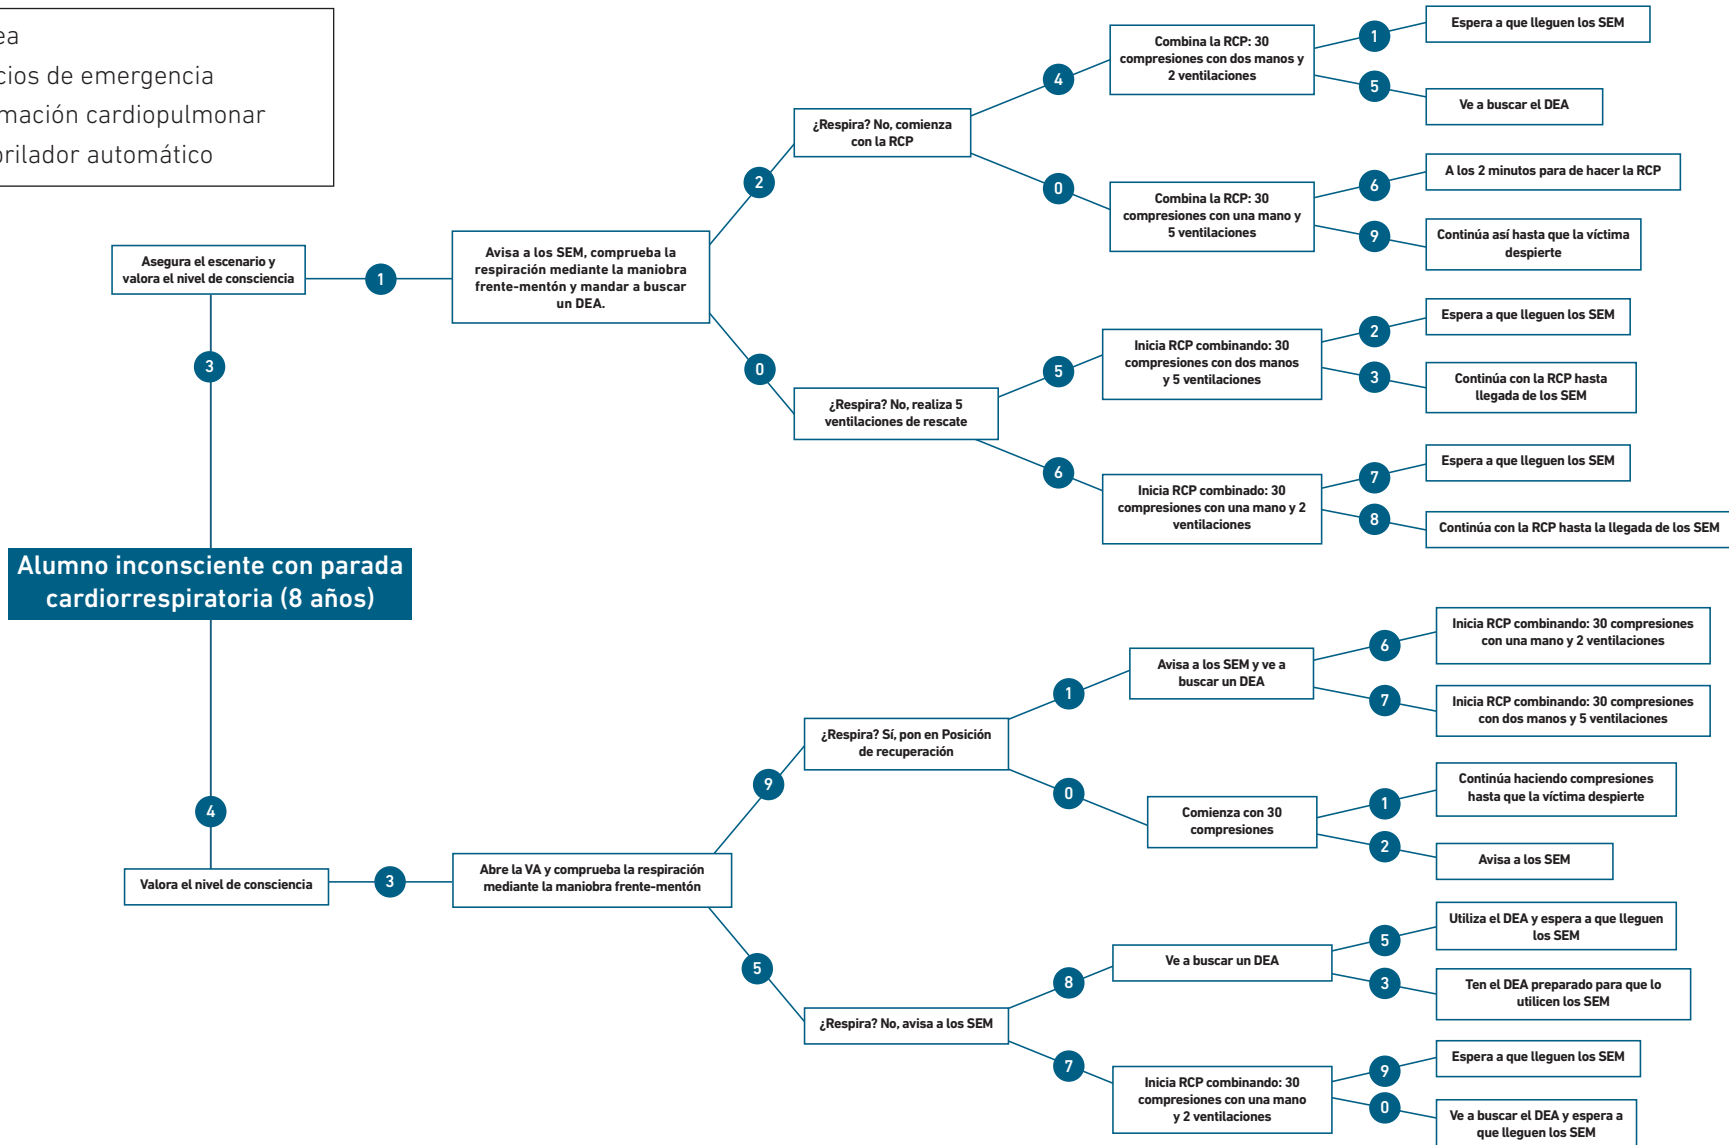 ea
cios de emergencia
mación cardiopulmonar
brilador automático
Alumno inconsciente con parada
cardiorrespiratoria (8 años)
3
Asegura el escenario y
valora el nivel de consciencia
1
Avisa a los SEM, comprueba la
respiración mediante la maniobra
frente-mentón y mandar a buscar
un DEA.
2
¿Respira? No, comienza
con la RCP
4
Combina la RCP: 30
compresiones con dos manos y
2 ventilaciones
1
Espera a que lleguen los SEM
5
Ve a buscar el DEA
0
Combina la RCP: 30
compresiones con una mano y
5 ventilaciones
6
A los 2 minutos para de hacer la RCP
9
Continúa así hasta que la víctima
despierte
0
¿Respira? No, realiza 5
ventilaciones de rescate
5
Inicia RCP combinando: 30
compresiones con dos manos
y 5 ventilaciones
2
Espera a que lleguen los SEM
3
Continúa con la RCP hasta
llegada de los SEM
6
Inicia RCP combinado: 30
compresiones con una mano y 2
ventilaciones
7
Espera a que lleguen los SEM
8
Continúa con la RCP hasta la llegada de los SEM
4
Valora el nivel de consciencia
3
Abre la VA y comprueba la respiración
mediante la maniobra frente-mentón
9
¿Respira? Sí, pon en Posición
de recuperación
1
Avisa a los SEM y ve a
buscar un DEA
6
Inicia RCP combinando: 30 compresiones
con una mano y 2 ventilaciones
7
Inicia RCP combinando: 30 compresiones
con dos manos y 5 ventilaciones
0
Comienza con 30
compresiones
1
Continúa haciendo compresiones
hasta que la víctima despierte
2
Avisa a los SEM
5
¿Respira? No, avisa a los SEM
8
Ve a buscar un DEA
5
Utiliza el DEA y espera a que lleguen
los SEM
3
Ten el DEA preparado para que lo
utilicen los SEM
7
Inicia RCP combinando: 30
compresiones con una mano
y 2 ventilaciones
9
Espera a que lleguen los SEM
0
Ve a buscar el DEA y espera a
que lleguen los SEM